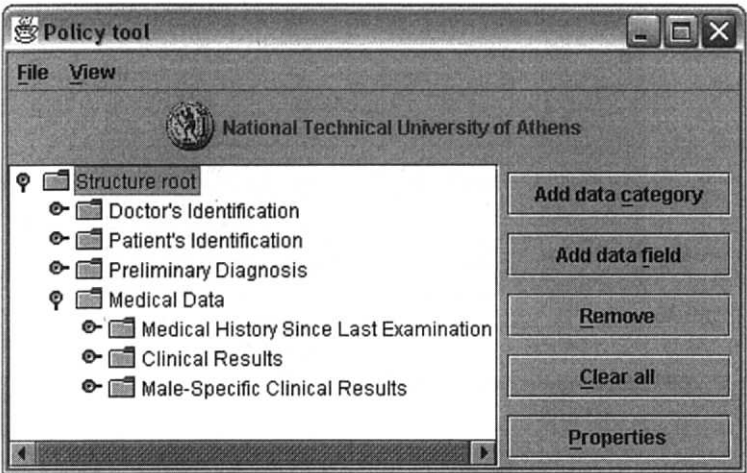 Policy tool
File View
National Technical University of Athens
Structure root
Doctor's Identification
Patient's Identification
Preliminary Diagnosis
Medical Data
Medical History Since Last Examination
Clinical Results
Male-Specific Clinical Results
Add data category
Add data field
Remove
Clear all
Properties